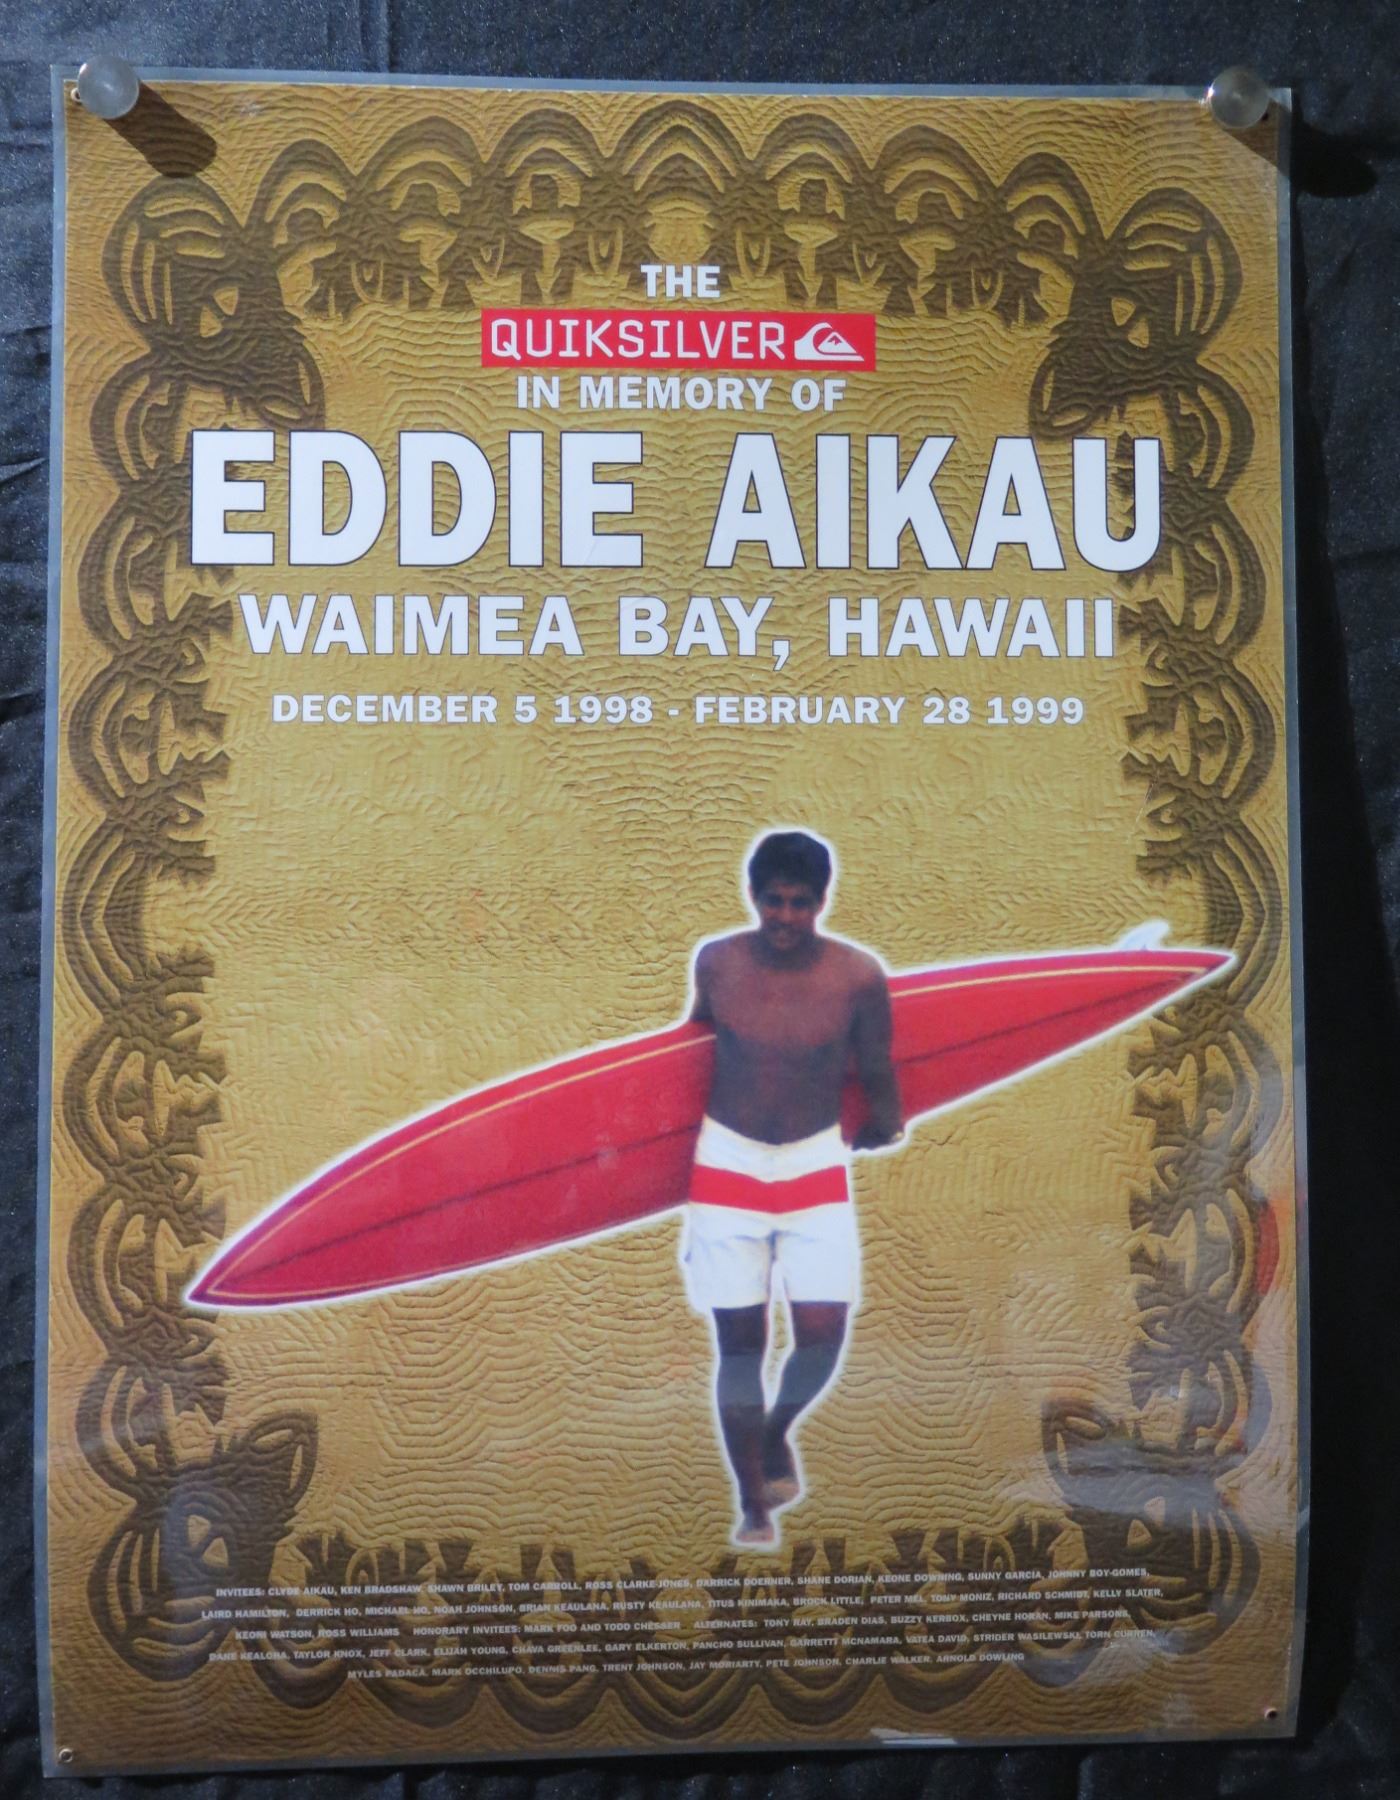 THE
QUIKSILVER
IN MEMORY OF
EDDIE AIKAU
WAIMEA BAY, HAWAII
DECEMBER 5 1998 - FEBRUARY 28 1999
INVITEES: CLYDE AIKAU, KEN BRADSHAW, SHAWN BRILEY, TOM CARROLL, ROSS CLARKE-JONES, DARRICK DOERNER, SHANE DORIAN, KEONE DOWNING, SUNNY GARCIA, JOHNNY BOY-GOMES,
LAIRD HAMILTON, DERRICK HO, MICHAEL HO, NOAH JOHNSON, BRIAN KEAULANA, RUSTY KEAULANA, TITUS KINIMAKA, BROCK LITTLE, PETER MEL, TONY MONIZ, RICHARD SCHMIDT, KELLY SLATER,
KEONI WATSON, ROSS WILLIAMS HONORARY INVITEES: MARK FOO AND TODD CHESSER ALTERNATES: TONY RAY, BRADEN DIAS, BUZZY KERBOX, CHEYNE HORAN, MIKE PARSONS,
DANE KEALOHA, TAYLOR KNOX, JEFF CLARK, ELIJAH YOUNG, CHAVA GREENLEE, GARY ELKERTON, PANCHO SULLIVAN, GARRETT MCNAMARA, VATEA DAVID, STRIDER WASILEWSKI, TORN CURREN,
MYLES PADACA, MARK OCCHILUPO, DENNIS PANG, TRENT JOHNSON, JAY MORIARTY, PETE JOHNSON, CHARLIE WALKER, ARNOLD DOWLING